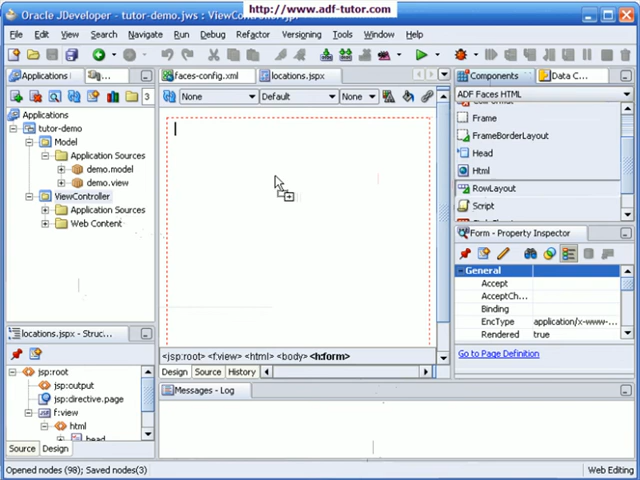 http://www.adf-tutor.com
Oracle JDeveloper - tutor-demo.jws : ViewController.jpr
File Edit View Search Navigate Run Debug Refactor Versioning Tools Window Help
Applications
faces-config.xml
locations.jspx
Components
Data C...
3
None
Default
None
ADF Faces HTML
Applications
tutor-demo
Model
Application Sources
demo.model
demo.view
ViewController
Application Sources
Web Content
Frame
FrameBorderLayout
Head
Html
RowLayout
Script
Form - Property Inspector
General
Accept
AcceptCh...
Binding
EncType application/x-www-...
Rendered true
Go to Page Definition
locations.jspx - Struc...
<jsp:root> <f:view> <html> <body> <h:form>
Design Source History
jsp:root
jsp:output
jsp:directive.page
f:view
html
head
Source Design
Messages - Log
Opened nodes (98); Saved nodes(3)
Web Editing